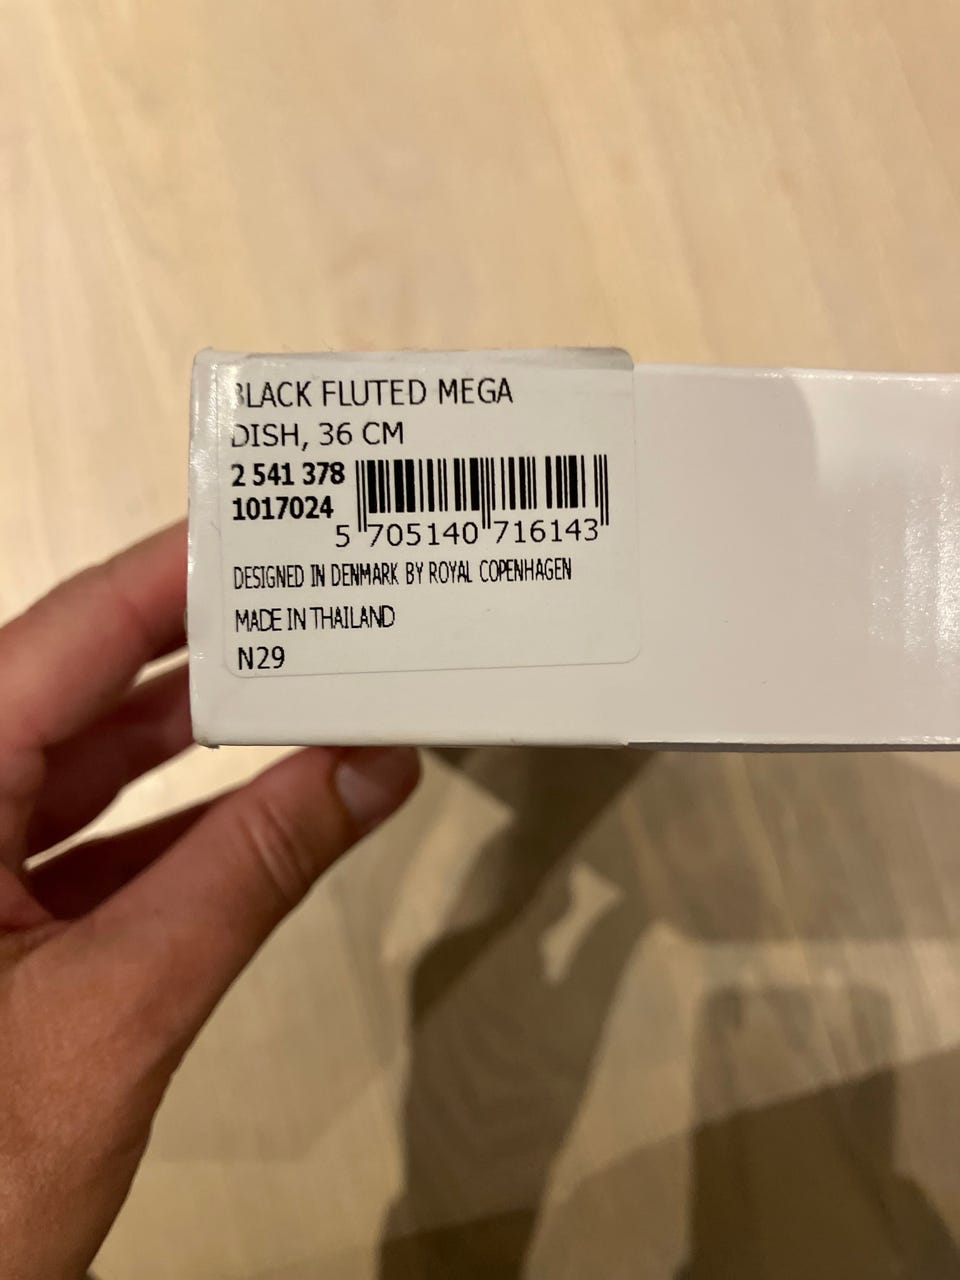 BLACK FLUTED MEGA
DISH, 36 CM
2 541 378
1017024
5 705140 716143
DESIGNED IN DENMARK BY ROYAL COPENHAGEN
MADE IN THAILAND
N29